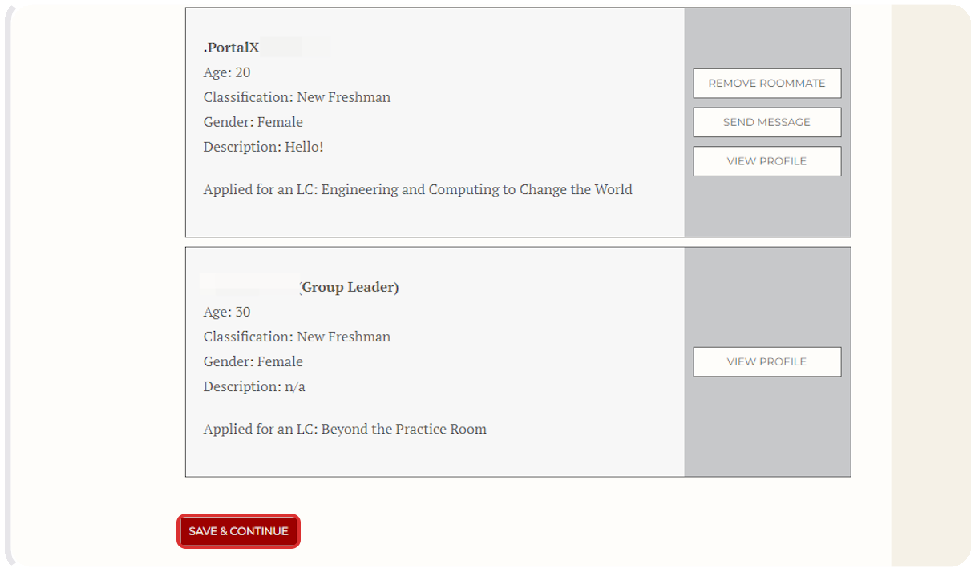 .PortalX
Age: 20
Classification: New Freshman
Gender: Female
Description: Hello!
Applied for an LC: Engineering and Computing to Change the World
REMOVE ROOMMATE
SEND MESSAGE
VIEW PROFILE
(Group Leader)
Age: 30
Classification: New Freshman
Gender: Female
Description: n/a
Applied for an LC: Beyond the Practice Room
VIEW PROFILE
SAVE & CONTINUE